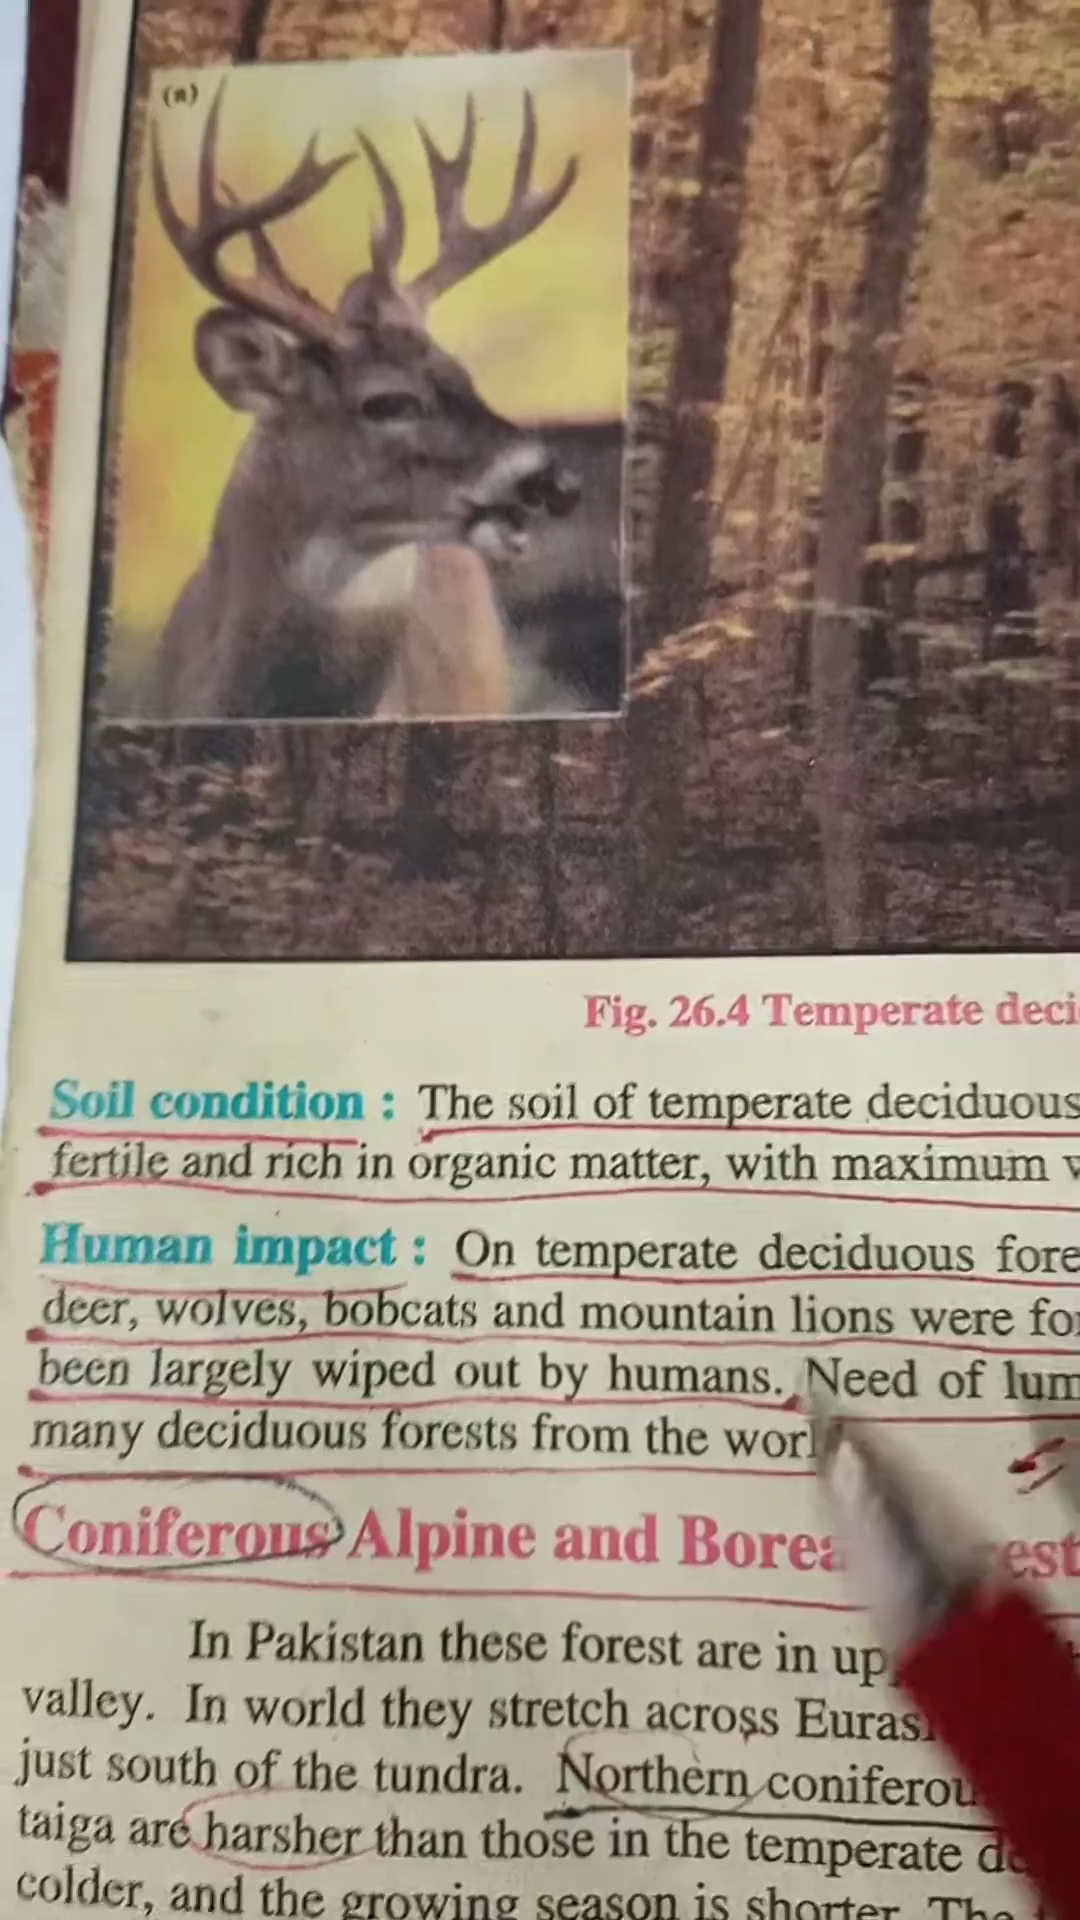 (a)
Fig. 26.4 Temperate deci
Soil condition : The soil of temperate deciduous
fertile and rich in organic matter, with maximum
Human impact : On temperate deciduous fore
deer, wolves, bobcats and mountain lions were fo
been largely wiped out by humans. Need of lum
many deciduous forests from the worl
Coniferous Alpine and Borea est
In Pakistan these forest are in up
valley. In world they stretch across Euras
just south of the tundra. Northern coniferou
taiga are harsher than those in the temperate d
colder, and the growing season is shorter. The